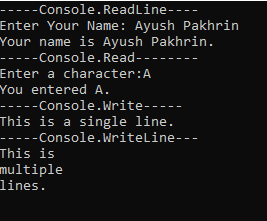 -----Console.ReadLine----
Enter Your Name: Ayush Pakhrin
Your name is Ayush Pakhrin.
-----Console.Read--------
Enter a character:A
You entered A.
-----Console.Write-----
This is a single line.
-----Console.WriteLine---
This is
multiple
lines.